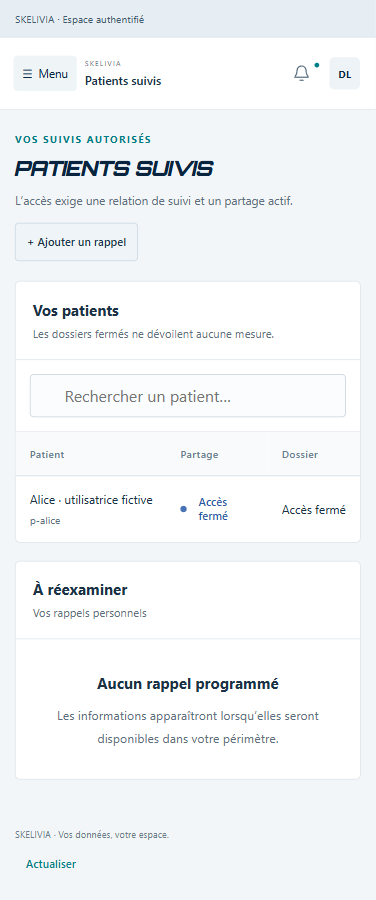 SKELIVIA · Espace authentifié
☰ Menu
SKELIVIA
Patients suivis
DL
VOS SUIVIS AUTORISÉS
PATIENTS SUIVIS
L'accès exige une relation de suivi et un partage actif.
+ Ajouter un rappel
Vos patients
Les dossiers fermés ne dévoilent aucune mesure.
Rechercher un patient...
Patient Partage Dossier
Alice · utilisatrice fictive
p-alice
Accès
fermé
Accès fermé
À réexaminer
Vos rappels personnels
Aucun rappel programmé
Les informations apparaîtront lorsqu'elles seront
disponibles dans votre périmètre.
SKELIVIA · Vos données, votre espace.
Actualiser